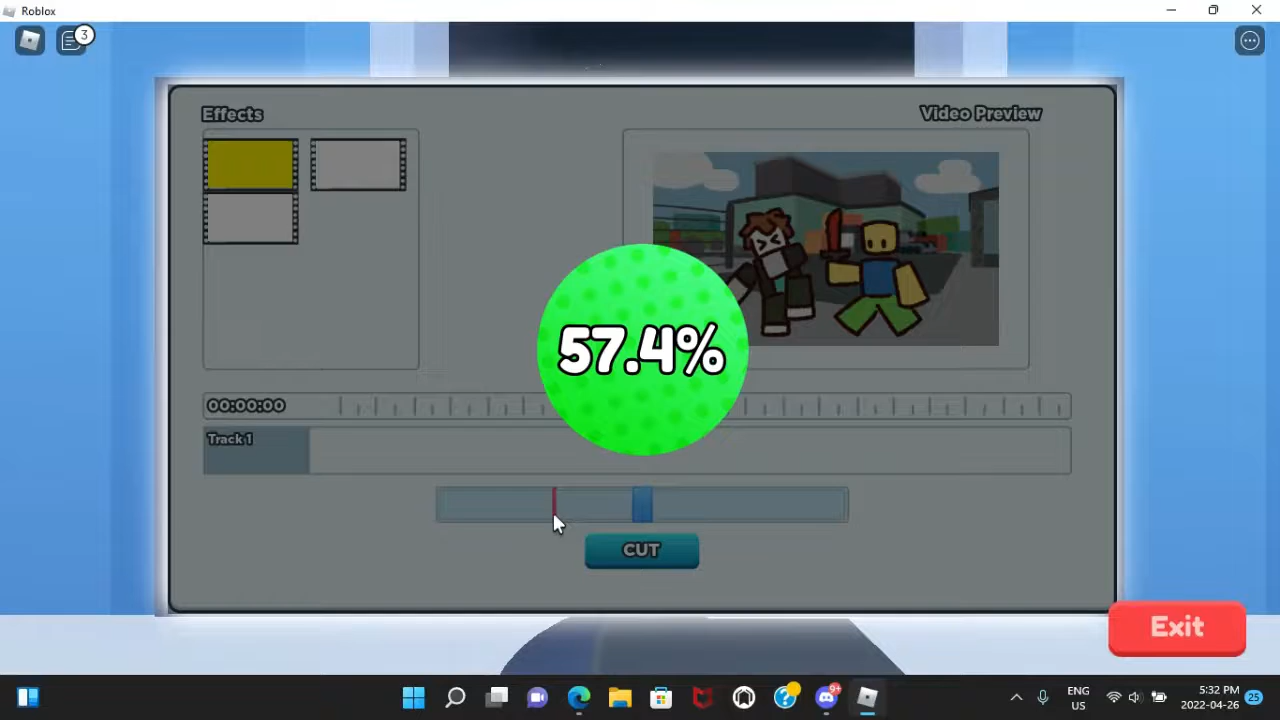 Roblox
3
Effects
Video Preview
57.4%
00:00:00
Track 1
CUT
Exit
9+
ENG
US
5:32 PM
2022-04-26
25